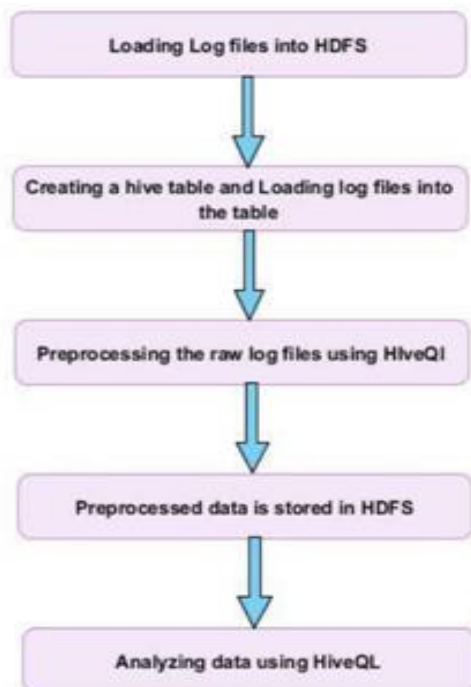 Loading Log files into HDFS
Creating a hive table and Loading log files into
the table
Preprocessing the raw log files using HIveQl
Preprocessed data is stored in HDFS
Analyzing data using HiveQL